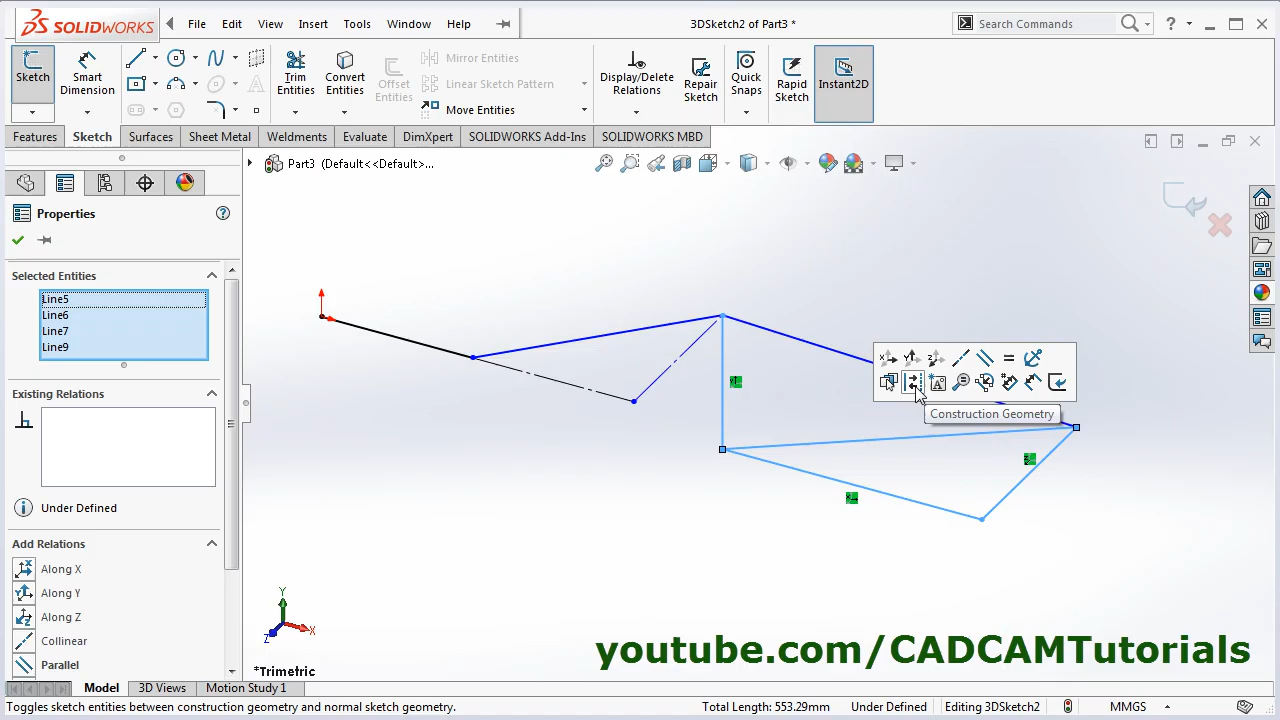 SOLIDWORKS
File Edit View Insert Tools Window Help
3DSketch2 of Part3 *
Search Commands
Sketch
Smart Dimension
Trim Entities
Convert Entities
Offset Entities
Mirror Entities
Linear Sketch Pattern
Move Entities
Display/Delete Relations
Repair Sketch
Quick Snaps
Rapid Sketch
Instant2D
Features Sketch Surfaces Sheet Metal Weldments Evaluate DimXpert SOLIDWORKS Add-Ins SOLIDWORKS MBD
Part3 (Default<<Default>...
Properties
Selected Entities
Line5
Line6
Line7
Line9
Existing Relations
Under Defined
Add Relations
Along X
Along Y
Along Z
Collinear
Parallel
Construction Geometry
Y
Z
X
*Trimetric
youtube.com/CADCAMTutorials
Model 3D Views Motion Study 1
Toggles sketch entities between construction geometry and normal sketch geometry.
Total Length: 553.29mm Under Defined Editing 3DSketch2 MMGS